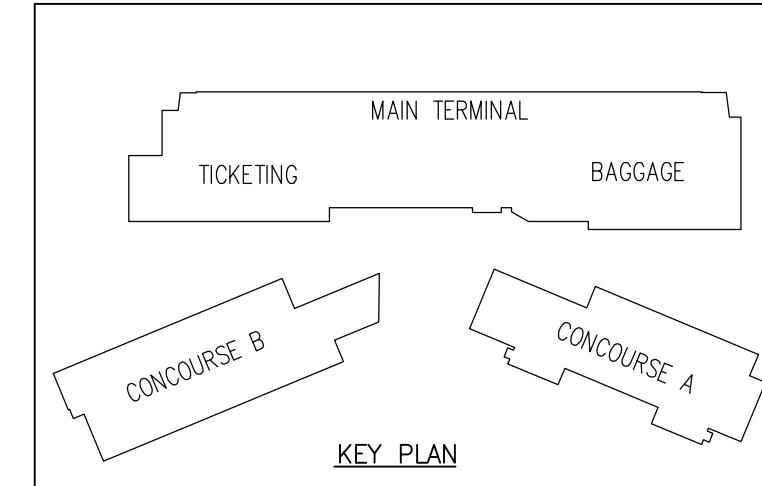 MAIN TERMINAL
TICKETING
BAGGAGE
CONCOURSE B
CONCOURSE A
KEY PLAN